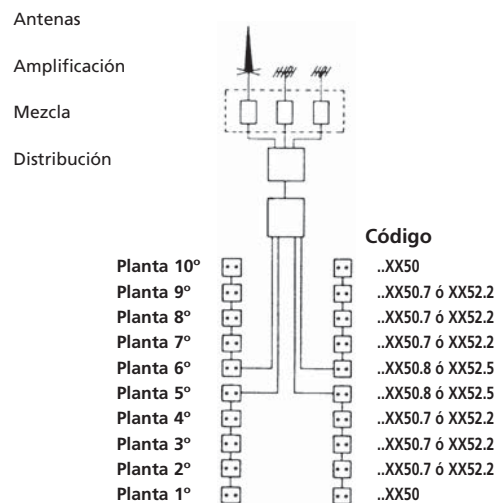 Antenas
Amplificación
Mezcla
Distribución
Código
Planta 10º ..XX50
Planta 9º ..XX50.7 ó XX52.2
Planta 8º ..XX50.7 ó XX52.2
Planta 7º ..XX50.7 ó XX52.2
Planta 6º ..XX50.8 ó XX52.5
Planta 5º ..XX50.8 ó XX52.5
Planta 4º ..XX50.7 ó XX52.2
Planta 3º ..XX50.7 ó XX52.2
Planta 2º ..XX50.7 ó XX52.2
Planta 1º ..XX50